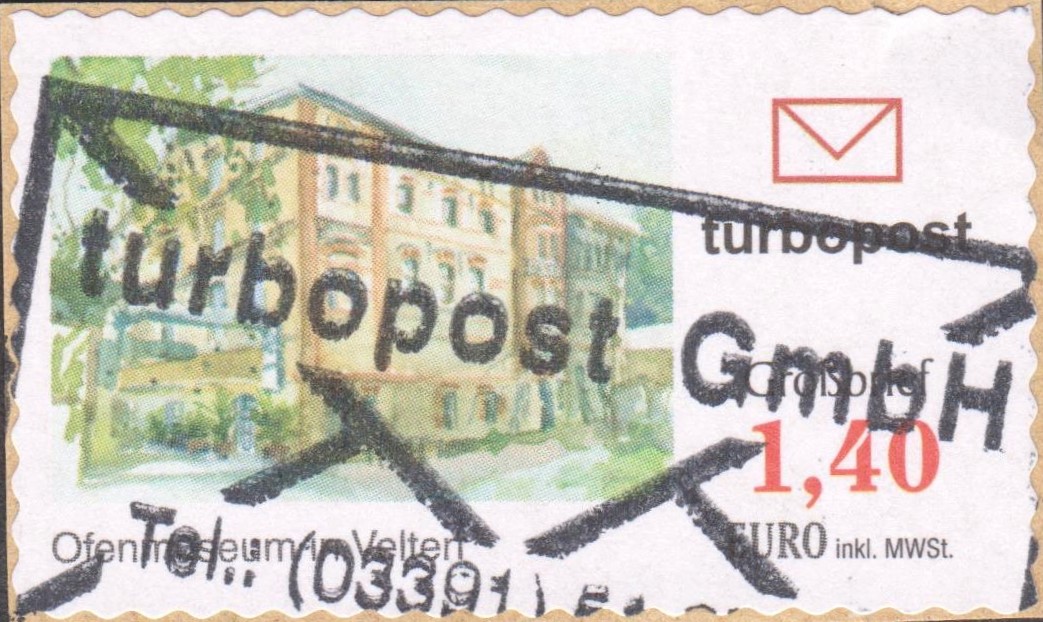 turbopost
Großbrief
1,40
EURO inkl. MWSt.
Ofenmuseum in Velten
turbopost GmbH
Tel.: (03391)